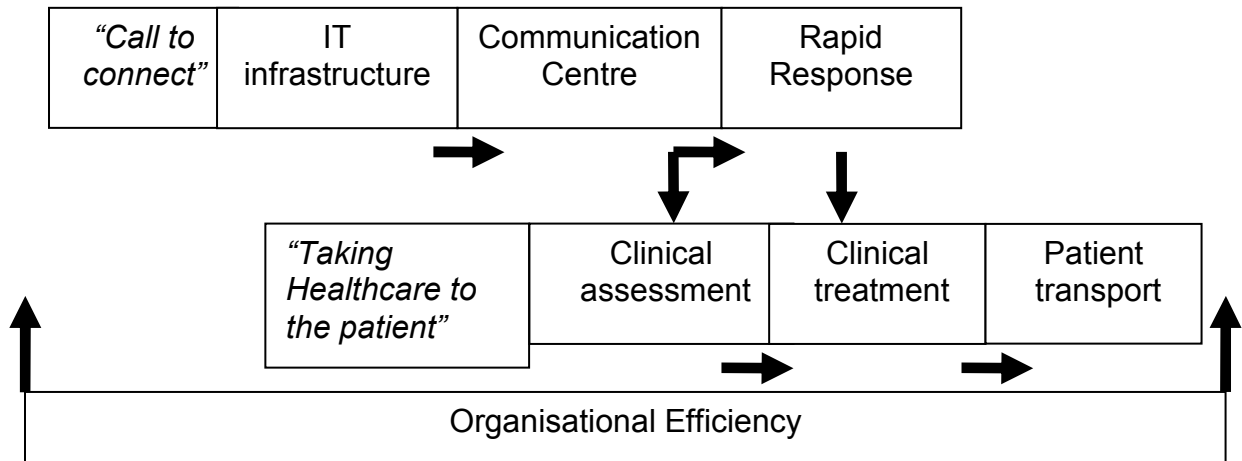 “Call to
connect”
IT
infrastructure
Communication
Centre
Rapid
Response
“Taking
Healthcare to
the patient”
Clinical
assessment
Clinical
treatment
Patient
transport
Organisational Efficiency